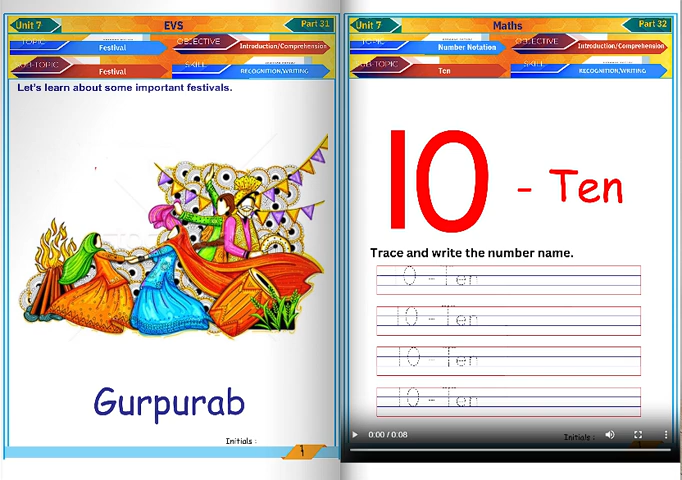 Unit 7
EVS
Part 31
TOPIC
Festival
OBJECTIVE
Introduction/Comprehension
SUB-TOPIC
Festival
SKILL
RECOGNITION/WRITING
Let's learn about some important festivals.
Gurpurab
Initials :
1
Unit 7
Maths
Part 32
TOPIC
Number Notation
OBJECTIVE
Introduction/Comprehension
SUB-TOPIC
Ten
SKILL
RECOGNITION/WRITING
10 - Ten
Trace and write the number name.
10 - Ten
10 - Ten
10 - Ten
10 - Ten
0:00 / 0:08
Initials :